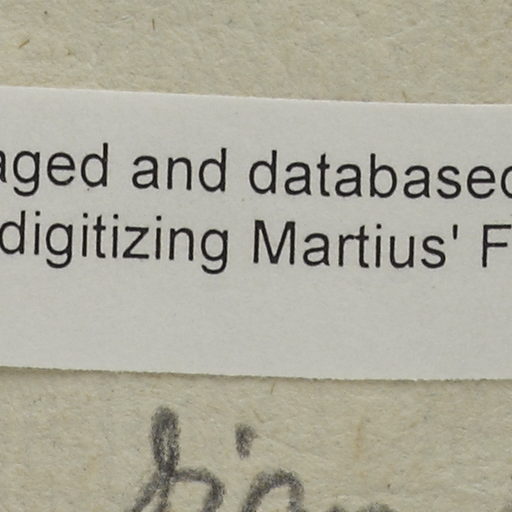 aged and databased
digitizing Martius' F